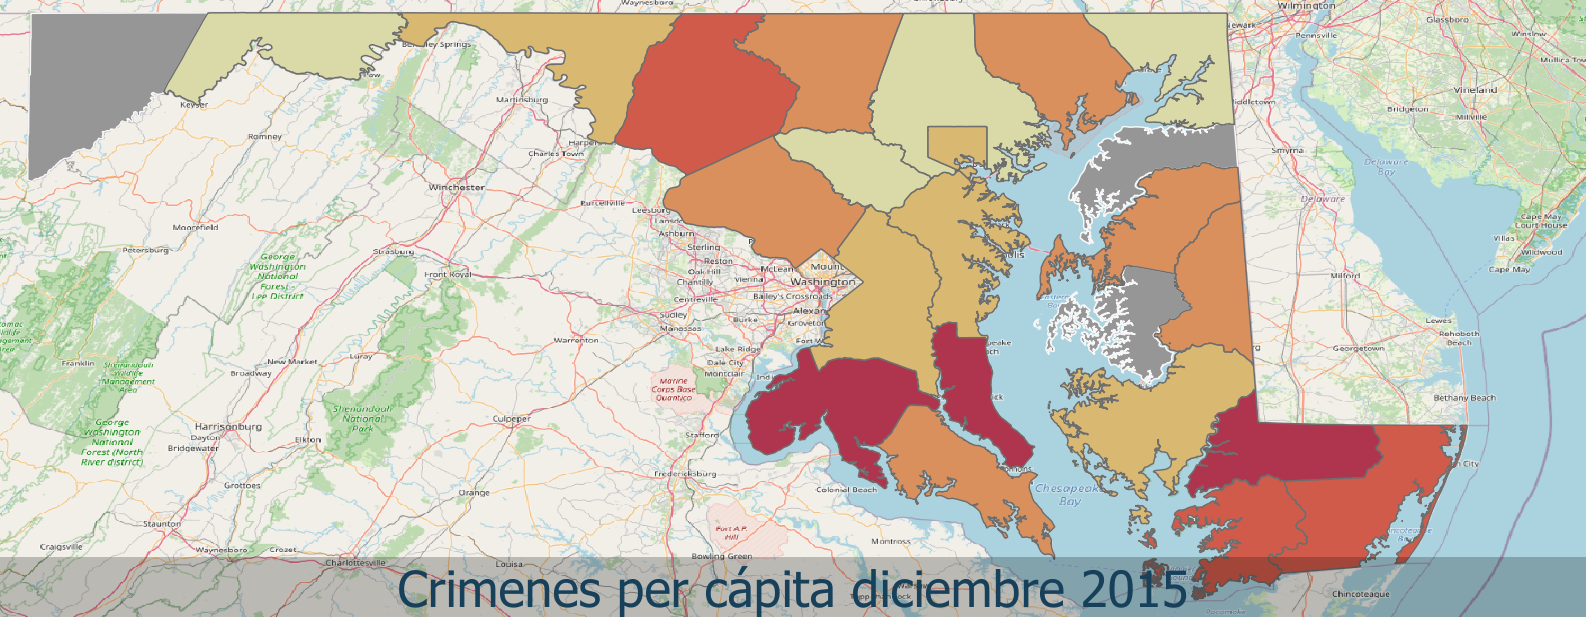 Waynesboro
Wilmington
Glassboro
Newark
Pennsville
Winslow
Berkeley Springs
Mullica
Keyser
Martinsburg
Vineland
Bridgeton
Millville
Romney
Charles Town
Smyrna
Delaware
Bay
Winchester
Purcellville
Leesburg
Delaware
Moorefield
Ashburn
Cape May
Court House
Petersburg
Strasburg
Sterling
Villas
Wildwood
George
Washington
National
Forest -
Lee District
Reston
Oak Hill
McLean
Mount
Cape May
Front Royal
Chantilly
Vienna
Washington
Milford
Centreville
Bailey's Crossroads
Burke
Sudley
Manassas
Groveton
Lewes
Rehoboth
Beach
Franklin
New Market
Luray
Warrenton
Lake Ridge
Georgetown
Broadway
Dale City
Montclair
Shenandoah
Wildlife
Management
Area
Marine
Corps Base
Quantico
Bethany Beach
Shenandoah
National
Park
Culpeper
George
Washington
National
Forest (North
River district)
Harrisonburg
Dayton
Bridgewater
Elkton
Stafford
Fredericksburg
Grottoes
Orange
Colonial Beach
Chesapeake
Bay
Staunton
Fort A.P.
Hill
Craigsville
Waynesboro
Crozet
Montross
Bowling Green
Charlottesville
Louisa
Chincoteague
Crimenes per cápita diciembre 2015